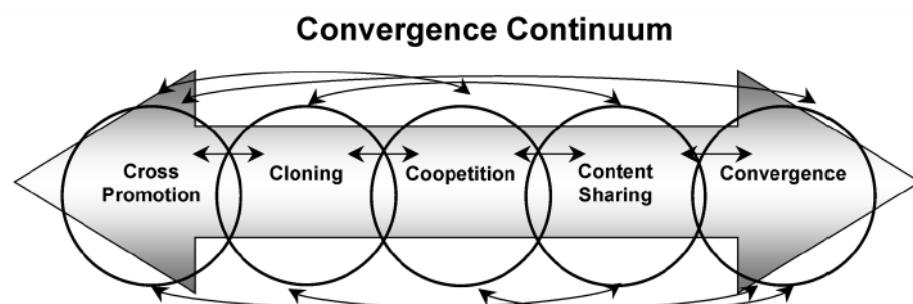 Convergence Continuum
Cross
Promotion
Cloning
Coopetition
Content
Sharing
Convergence